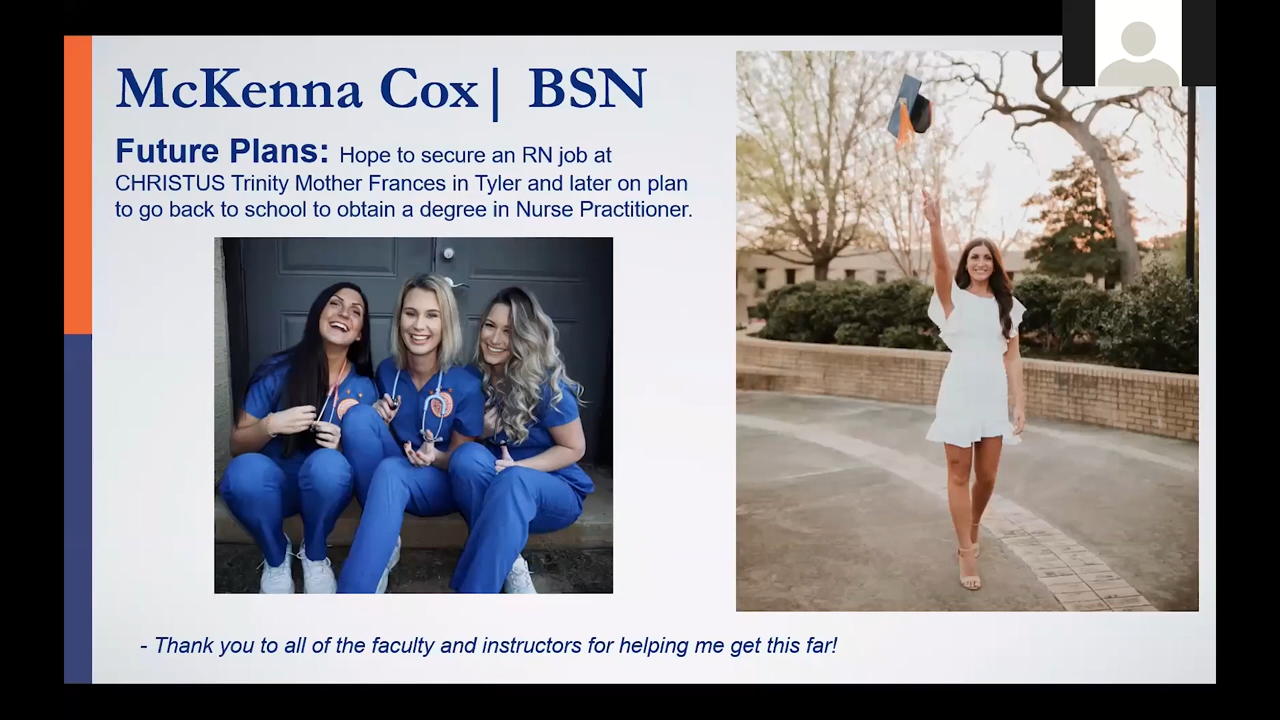 McKenna Cox| BSN
Future Plans: Hope to secure an RN job at
CHRISTUS Trinity Mother Frances in Tyler and later on plan
to go back to school to obtain a degree in Nurse Practitioner.
- Thank you to all of the faculty and instructors for helping me get this far!